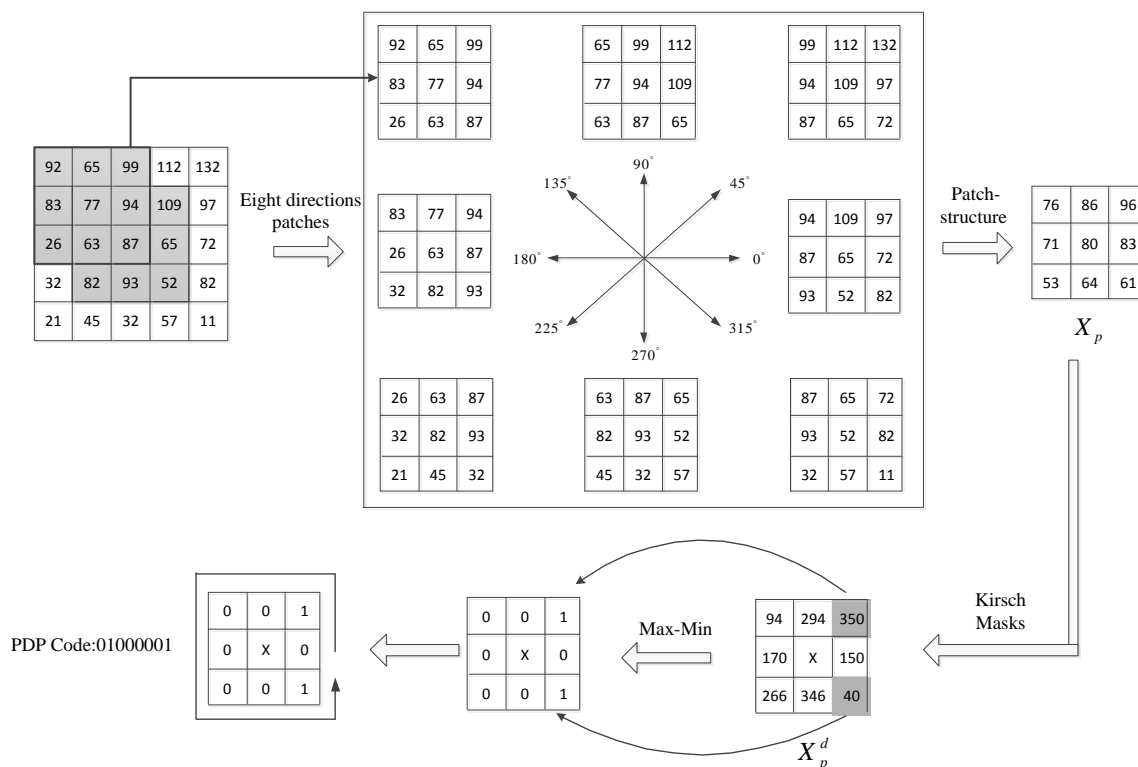 92 65 99
83 77 94
26 63 87
65 99 112
77 94 109
63 87 65
99 112 132
94 109 97
87 65 72
92 65 99 112 132
83 77 94 109 97
26 63 87 65 72
32 82 93 52 82
21 45 32 57 11
Eight directions
patches
83 77 94
26 63 87
32 82 93
90°
135° 45°
180° 0°
225° 315°
270°
94 109 97
87 65 72
93 52 82
Patch-
structure
76 86 96
71 80 83
53 64 61
X_p
26 63 87
32 82 93
21 45 32
63 87 65
82 93 52
45 32 57
87 65 72
93 52 82
32 57 11
PDP Code:01000001
0 0 1
0 X 0
0 0 1
0 0 1
0 X 0
0 0 1
Max-Min
94 294 350
170 X 150
266 346 40
X_p^d
Kirsch
Masks